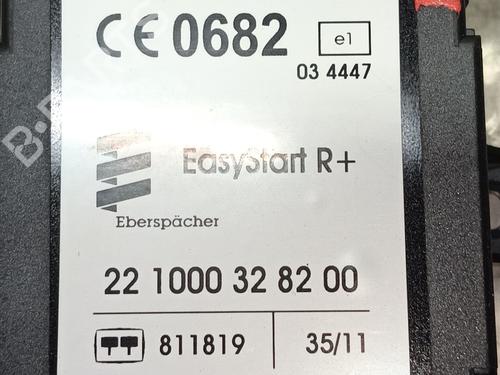 CE 0682
e1
03 4447
EasyStart R+
Eberspächer
22 1000 32 82 00
811819
35/11